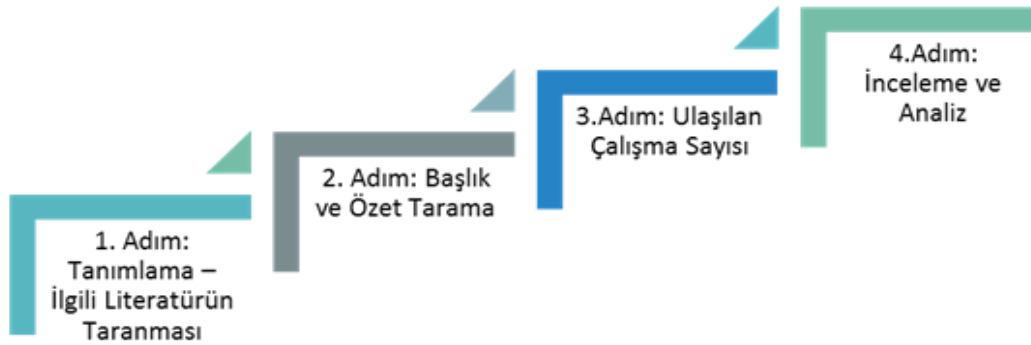 1. Adım:
Tanımlama –
İlgili Literatürün
Taranması
2. Adım: Başlık
ve Özet Tarama
3.Adım: Ulaşılan
Çalışma Sayısı
4.Adım:
İnceleme ve
Analiz